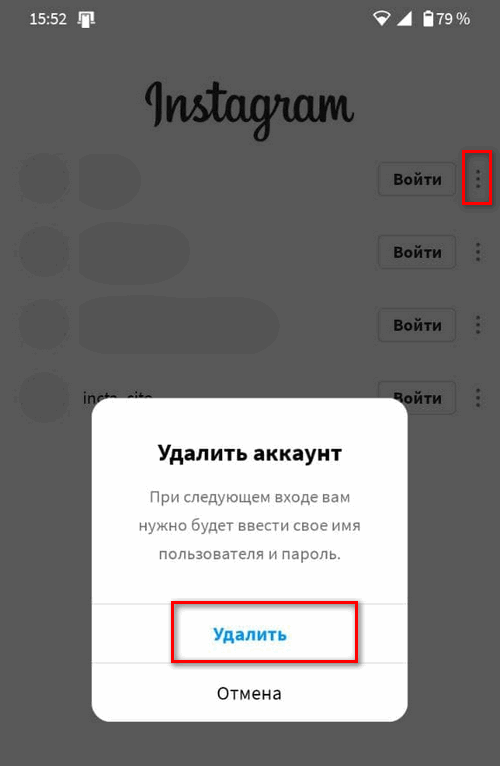 15:52
79 %
Instagram
Войти
Войти
Войти
Войти
Удалить аккаунт
При следующем входе вам
нужно будет ввести свое имя
пользователя и пароль.
Удалить
Отмена